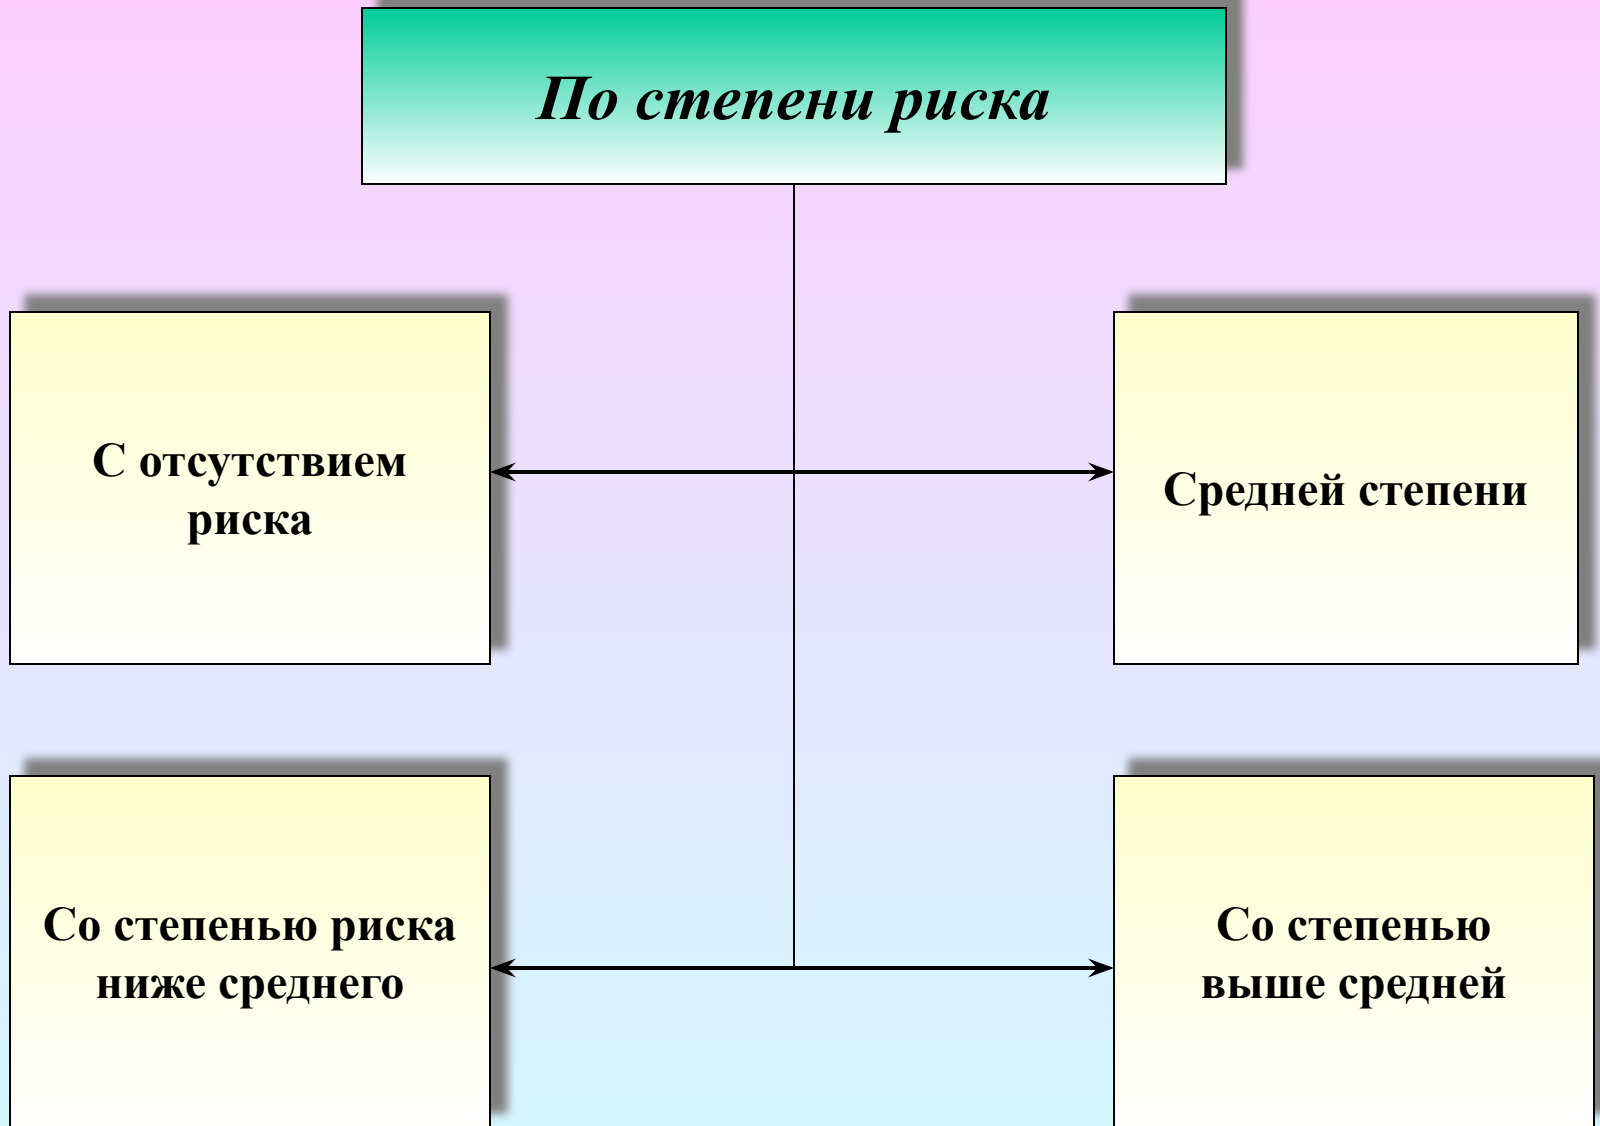 По степени риска
С отсутствием
риска
Средней степени
Со степенью риска
ниже среднего
Со степенью
выше средней